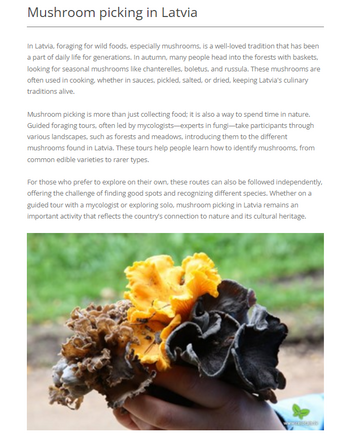 Mushroom picking in Latvia
In Latvia, foraging for wild foods, especially mushrooms, is a well-loved tradition that has been
a part of daily life for generations. In autumn, many people head into the forests with baskets,
looking for seasonal mushrooms like chanterelles, boletus, and russula. These mushrooms are
often used in cooking, whether in sauces, pickled, salted, or dried, keeping Latvia's culinary
traditions alive.
Mushroom picking is more than just collecting food; it is also a way to spend time in nature.
Guided foraging tours, often led by mycologists—experts in fungi—take participants through
various landscapes, such as forests and meadows, introducing them to the different
mushrooms found in Latvia. These tours help people learn how to identify mushrooms, from
common edible varieties to rarer types.
For those who prefer to explore on their own, these routes can also be followed independently,
offering the challenge of finding good spots and recognizing different species. Whether on a
guided tour with a mycologist or exploring solo, mushroom picking in Latvia remains an
important activity that reflects the country's connection to nature and its cultural heritage.